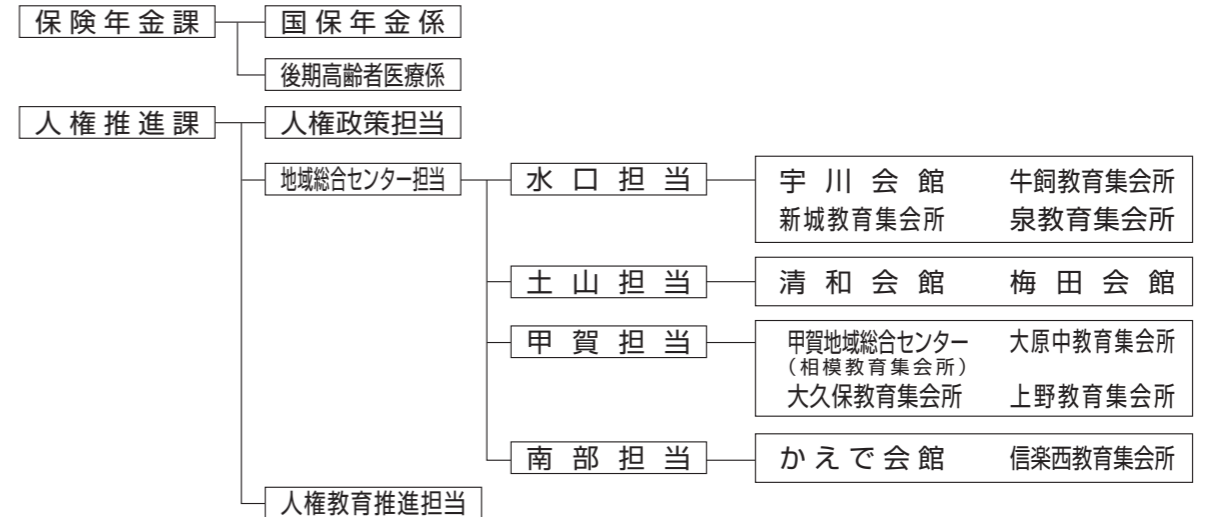 保険年金課 国保年金係
後期高齢者医療係
人権推進課 人権政策担当
地域総合センター担当 水口担当 宇川会館 牛飼教育集会所
新城教育集会所 泉教育集会所
土山担当 清和会館 梅田会館
甲賀担当 甲賀地域総合センター 大原中教育集会所
（相模教育集会所）
大久保教育集会所 上野教育集会所
南部担当 かえで会館 信楽西教育集会所
人権教育推進担当